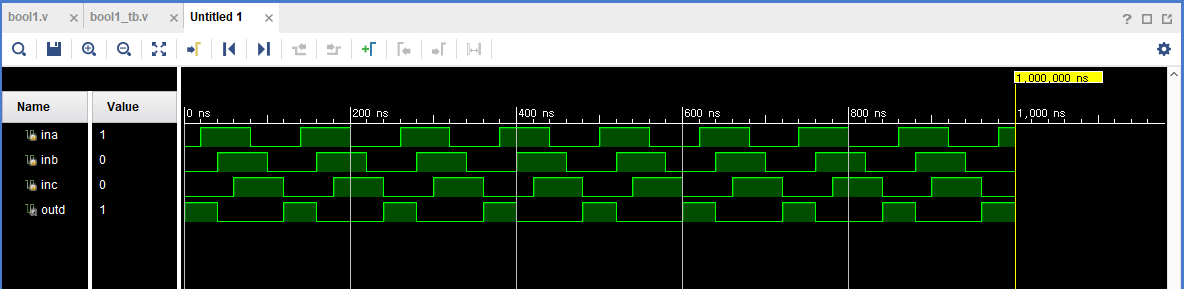 bool1.v × bool1_tb.v × Untitled 1 × ?
1,000,000 ns
Name Value
0 ns 200 ns 400 ns 600 ns 800 ns 1,000 ns
ina 1
inb 0
inc 0
outd 1